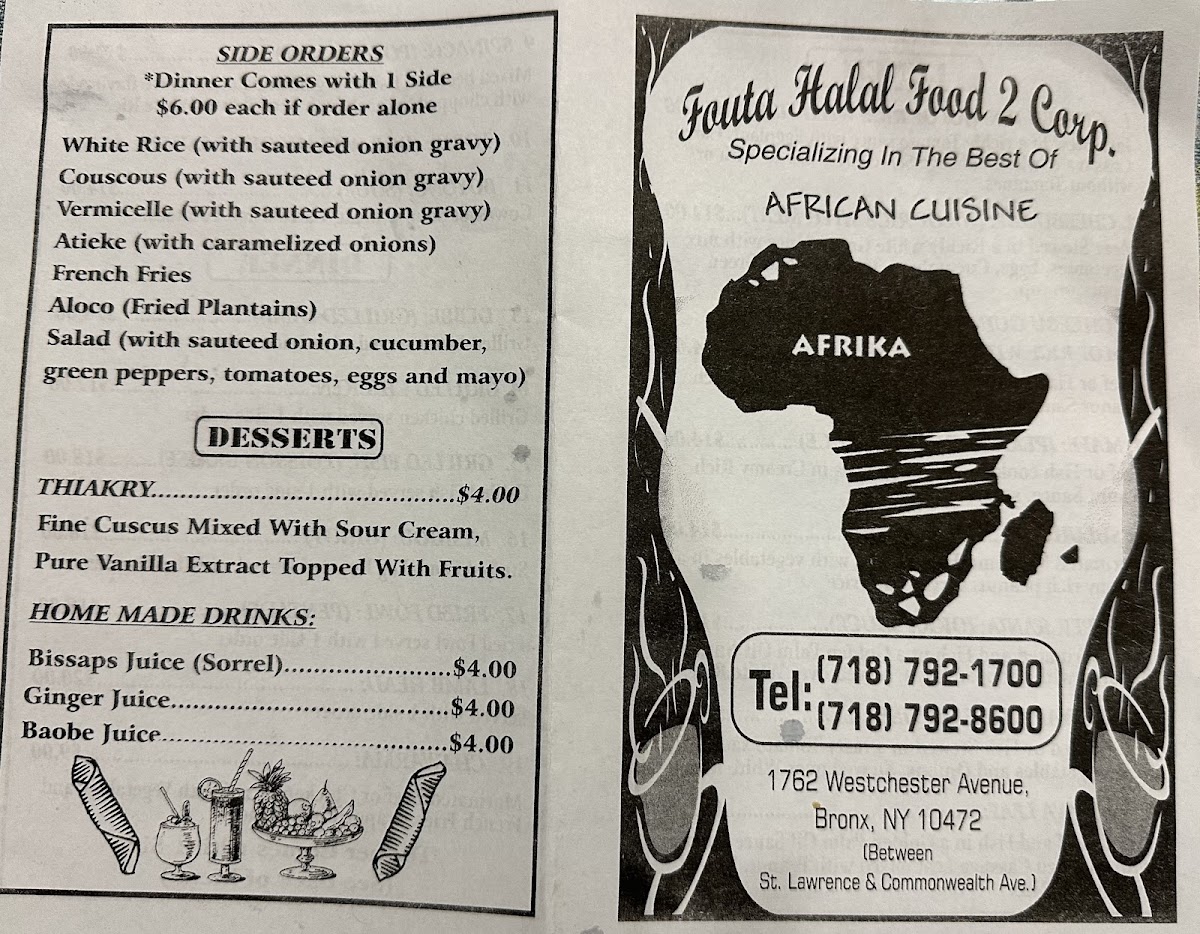 SIDE ORDERS
*Dinner Comes with 1 Side
$6.00 each if order alone
White Rice (with sauteed onion gravy)
Couscous (with sauteed onion gravy)
Vermicelle (with sauteed onion gravy)
Atieke (with caramelized onions)
French Fries
Aloco (Fried Plantains)
Salad (with sauteed onion, cucumber,
green peppers, tomatoes, eggs and mayo)
DESSERTS
THIAKRY........................................$4.00
Fine Cuscus Mixed With Sour Cream,
Pure Vanilla Extract Topped With Fruits.
HOME MADE DRINKS:
Bissaps Juice (Sorrel)......................$4.00
Ginger Juice.....................................$4.00
Baobe Juice......................................$4.00
Fouta Halal Food 2 Corp.
Specializing In The Best Of
AFRICAN CUISINE
AFRIKA
Tel: (718) 792-1700
(718) 792-8600
1762 Westchester Avenue,
Bronx, NY 10472
(Between
St. Lawrence & Commonwealth Ave.)